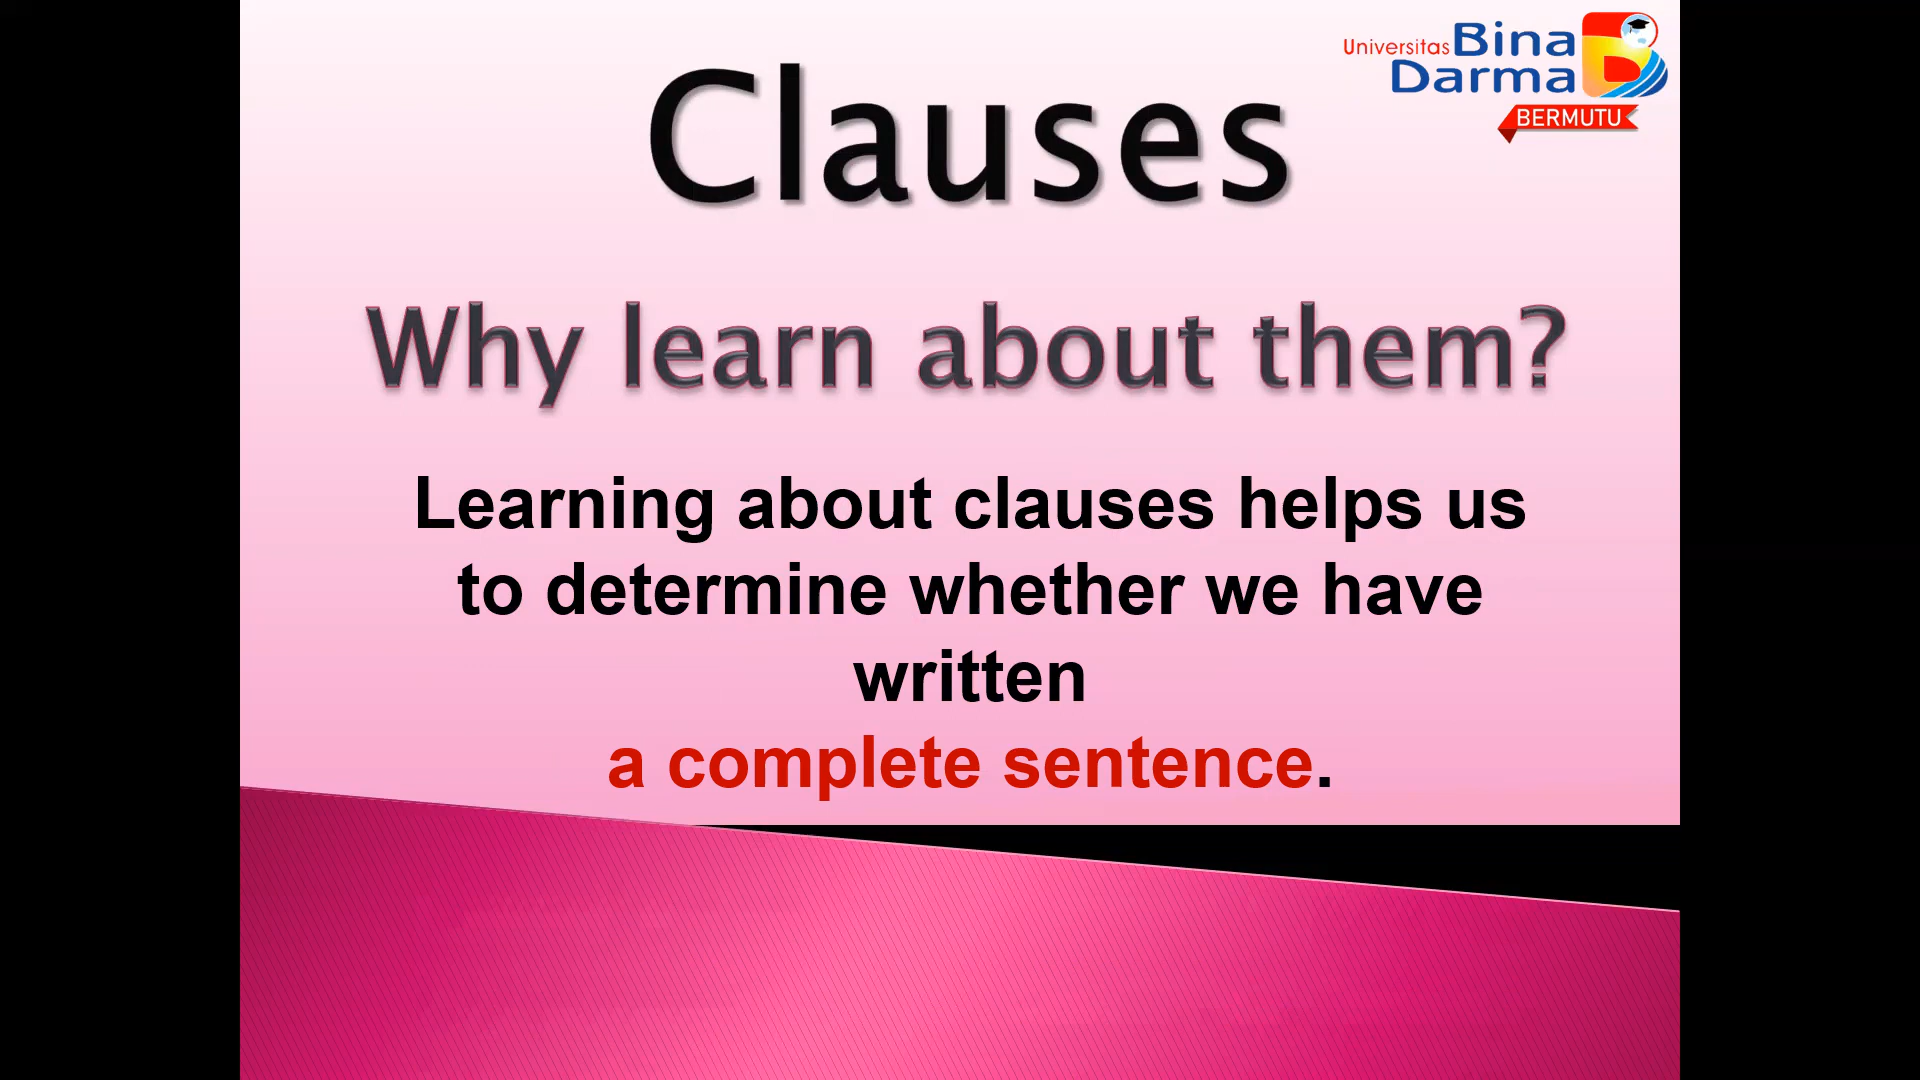 Universitas Bina
Darma
BERMUTU
Clauses
Why learn about them?
Learning about clauses helps us
to determine whether we have
written
a complete sentence.